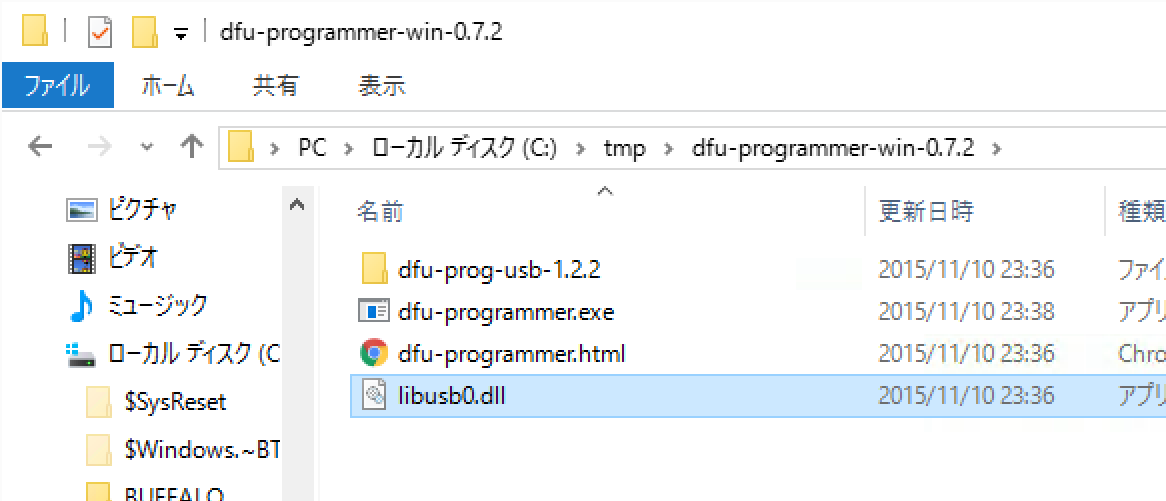 dfu-programmer-win-0.7.2
ファイル ホーム 共有 表示
PC ローカル ディスク (C:) tmp dfu-programmer-win-0.7.2
ピクチャ
ビデオ
ミュージック
ローカル ディスク (C
$SysReset
$Windows.~BT
BUFFALO
名前 更新日時 種類
dfu-prog-usb-1.2.2 2015/11/10 23:36 ファイ
dfu-programmer.exe 2015/11/10 23:38 アプリ
dfu-programmer.html 2015/11/10 23:36 Chro
libusb0.dll 2015/11/10 23:36 アプリ